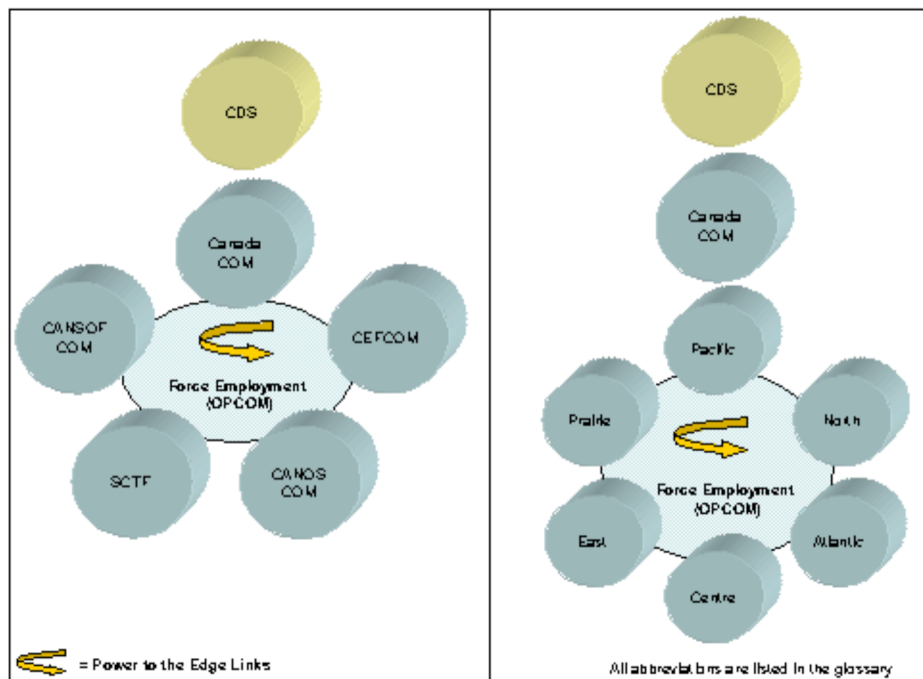 CDS
Canada
COM
CANSOF
COM
CEFCOM
Force Employment
(OPCOM)
SCTF
CANOS
COM
= Power to the Edge Links
CDS
Canada
COM
Pacific
Prairie
North
Force Employment
(OPCOM)
East
Atlantic
Centre
All abbreviations are listed in the glossary